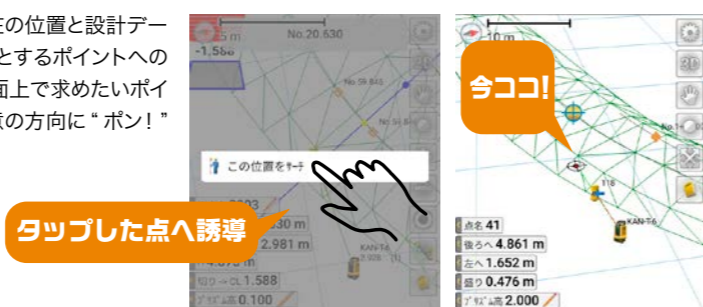 在の位置と設計デー
とするポイントへの
面上で求めたいポイ
意の方向に“ポン！”
No.20.630
-1.588
この位置をｻｰﾁ
2.981 m
KAN-T6
切り→CL 1.588
ﾌﾟﾘｽﾞﾑ高 0.100
タップした点へ誘導
10 m
今ココ!
118
KAN-T6
点名 41
後ろへ 4.861 m
左へ 1.652 m
盛り 0.476 m
ﾌﾟﾘｽﾞﾑ高 2.000